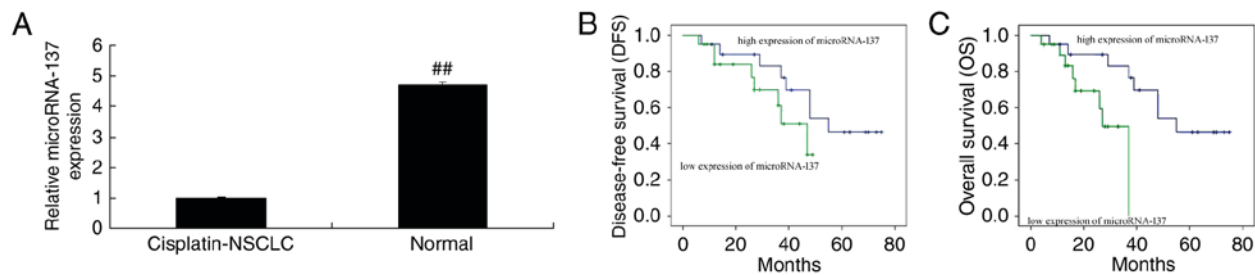 A
Relative microRNA-137
expression
6
5
4
3
2
1
0
##
Cisplatin-NSCLC
Normal
B
Disease-free survival (DFS)
1.0
0.8
0.6
0.4
0.2
0.0
high expression of microRNA-137
low expression of microRNA-137
0
20
40
60
80
Months
C
Overall survival (OS)
1.0
0.8
0.6
0.4
0.2
0.0
high expression of microRNA-137
low expression of microRNA-137
0
20
40
60
80
Months